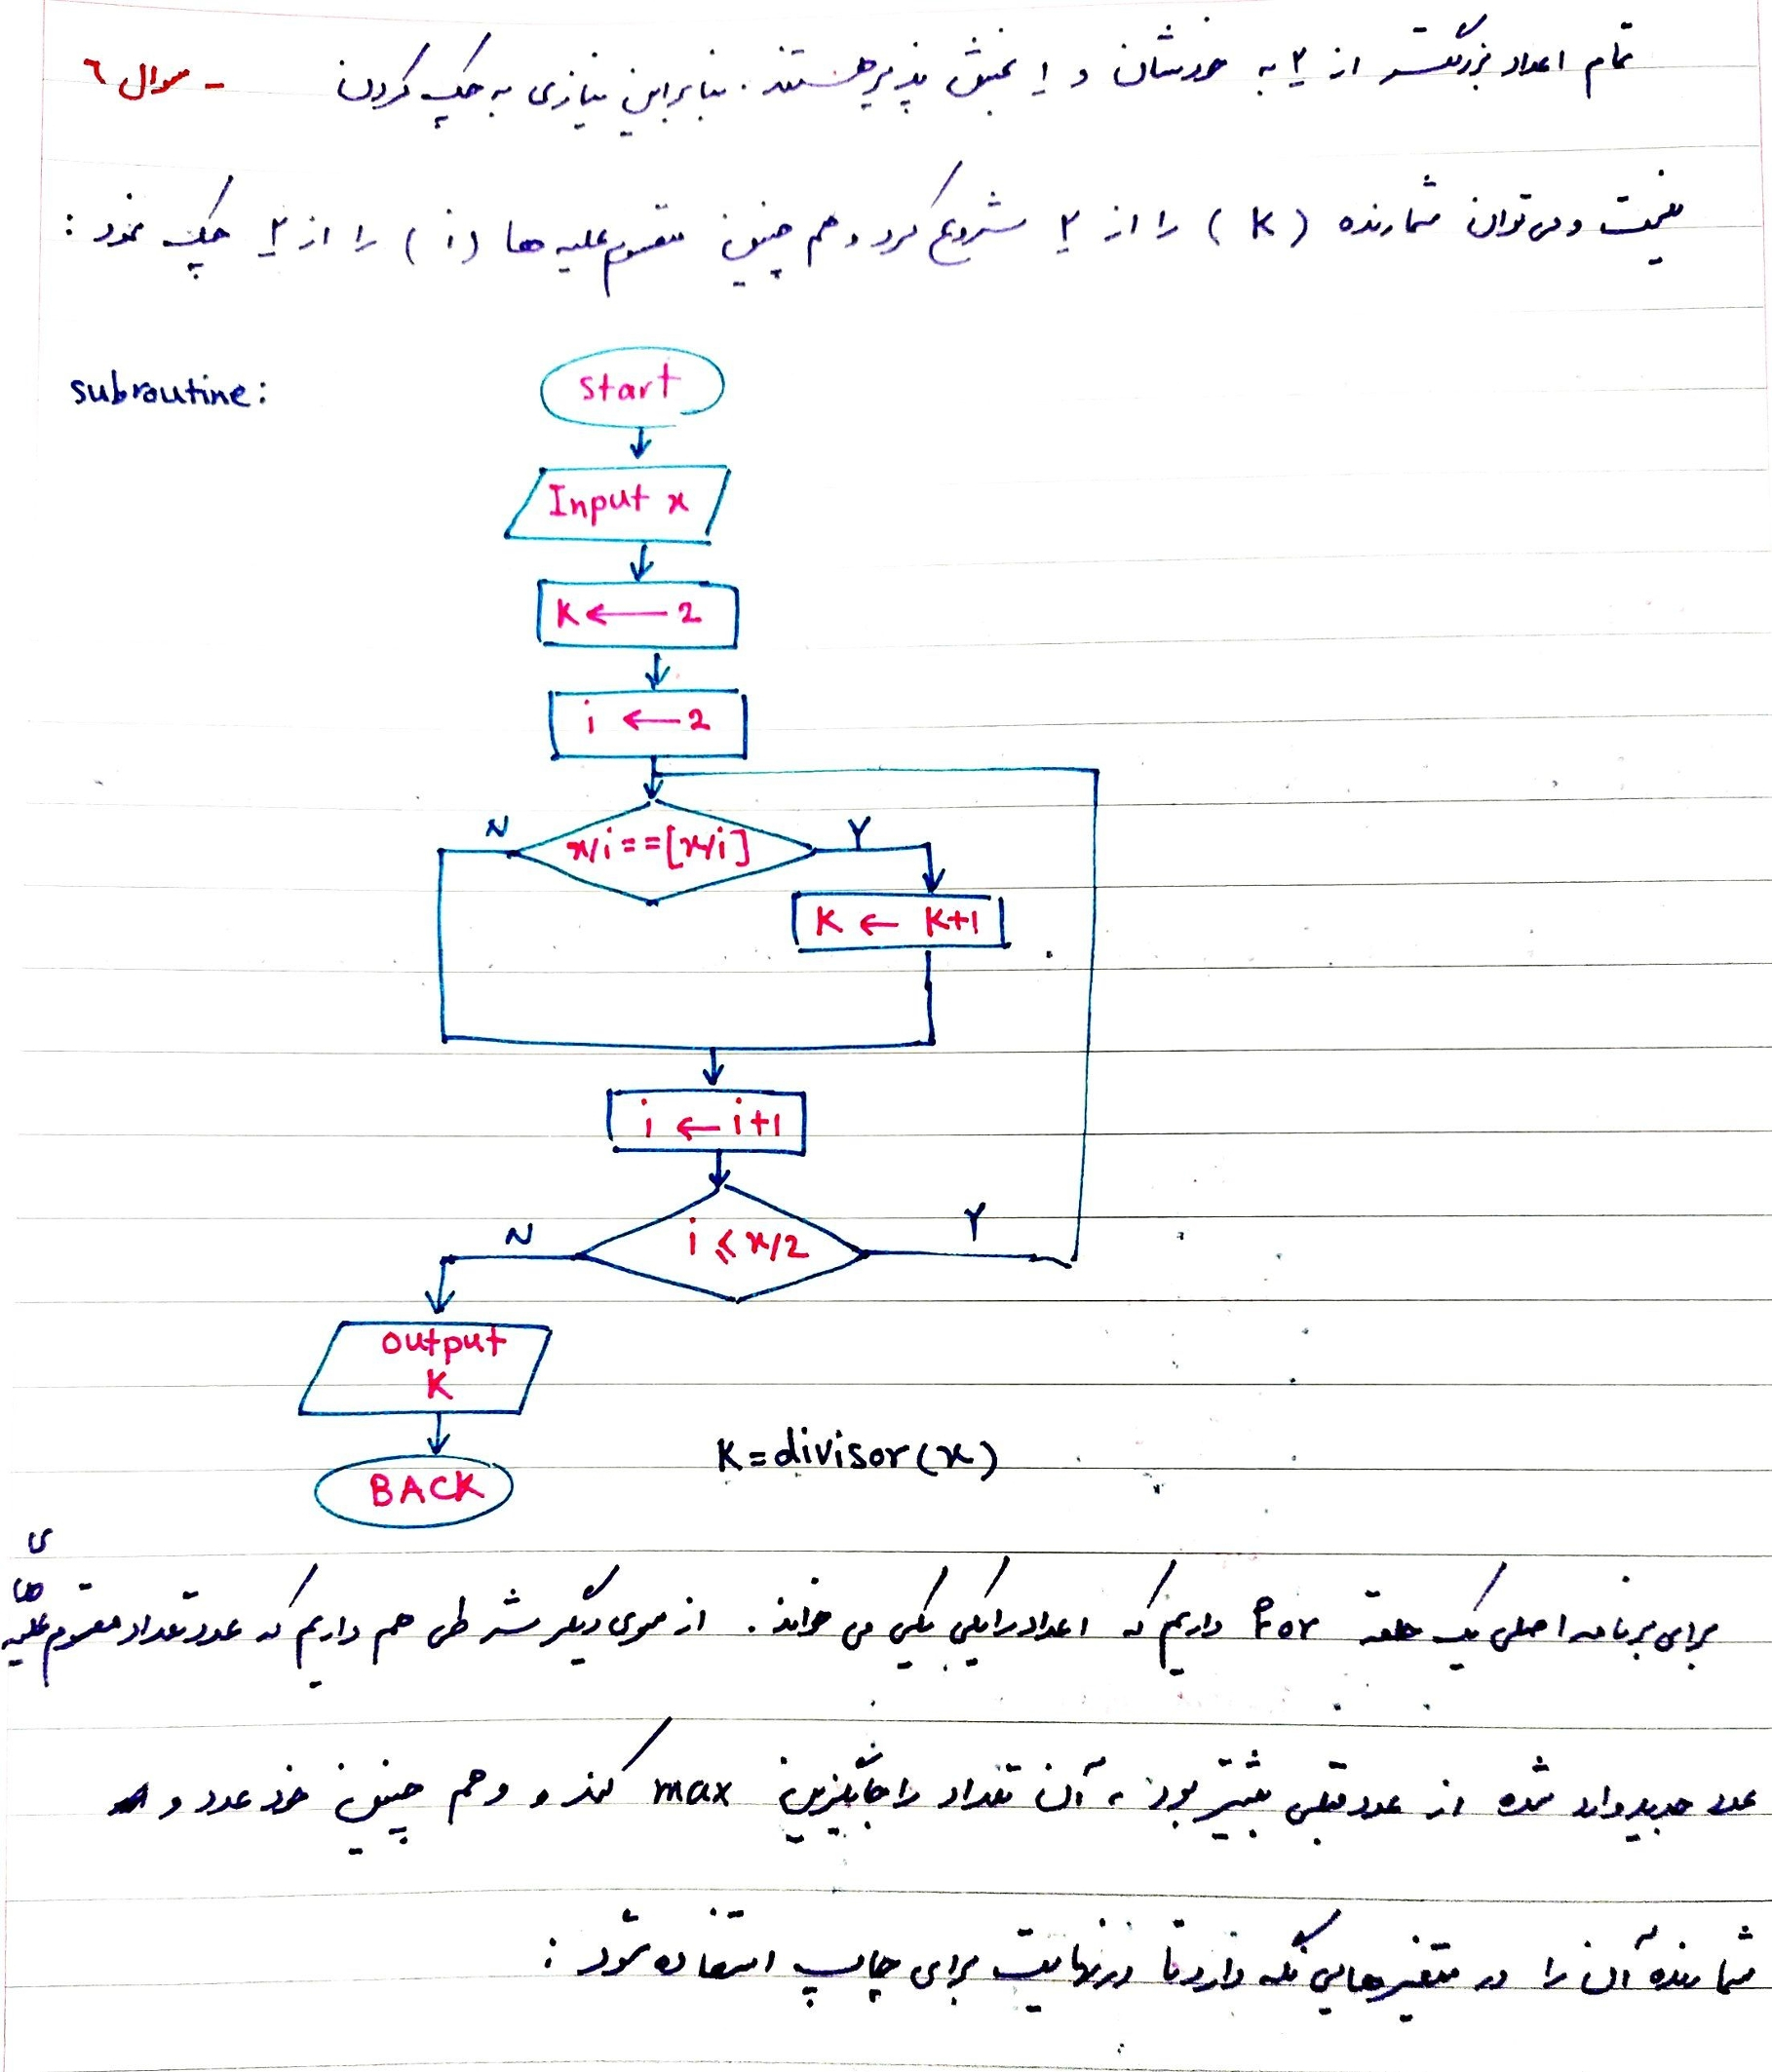 سوال ٦ -
تمام اعداد بزرگتر از ۲ به خودشان و ۱ بخش پذیر هستند. بنابراین نیازی به چک کردن
نیست و می توان شمارنده (K) را از ۲ شروع کرد و هم چنین مقسوم علیه ها (i) را از ۲ چک نمود:
subroutine:
start
Input x
K ← 2
i ← 2
x/i==[x/i]
N
Y
K ← K+1
i ← i+1
i ≤ x/2
N
Y
output
K
BACK
K = divisor(x)
برای برنامه اصلی یک حلقه For داریم که اعداد را یکی یکی می خواند. از سوی دیگر شرطی هم داریم که عدد تعداد مقسوم علیه های
عدد جدید وارد شده از عدد قبلی بیشتر بود، آن تعداد را جایگزین max کند و هم چنین خود عدد و
شمارنده آن را در متغیرهایی نگه دارد تا در نهایت برای چاپ استفاده شود: